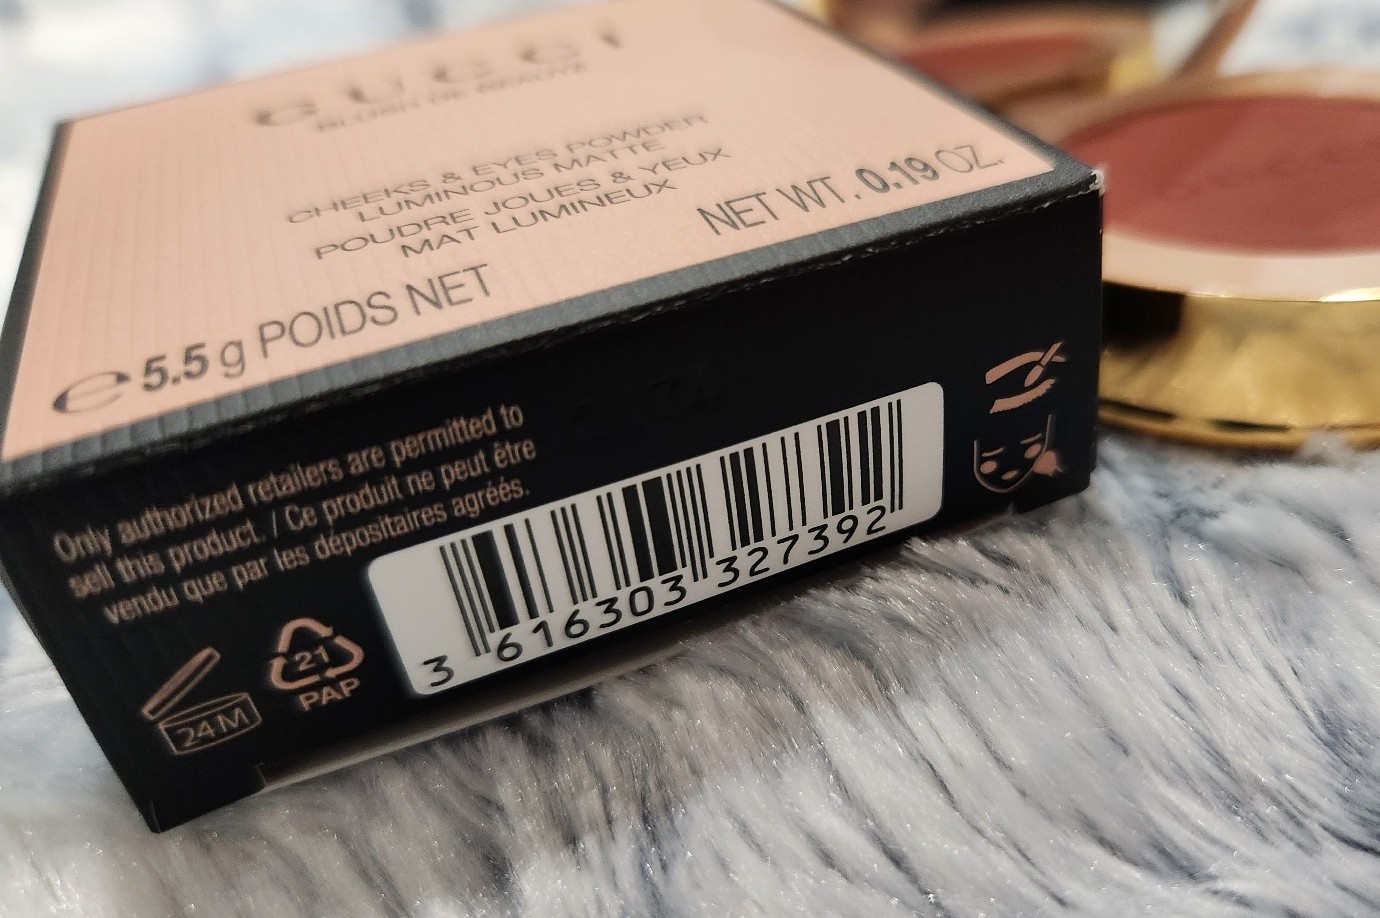 GUCCI
BLUSH DE BEAUTÉ
CHEEKS & EYES POWDER
LUMINOUS MATTE
POUDRE JOUES & YEUX
MAT LUMINEUX
NET WT. 0.19 OZ.
e 5.5 g POIDS NET
Only authorized retailers are permitted to
sell this product. / Ce produit ne peut être
vendu que par les dépositaires agréés.
3 616303 327392
24M
21
PAP